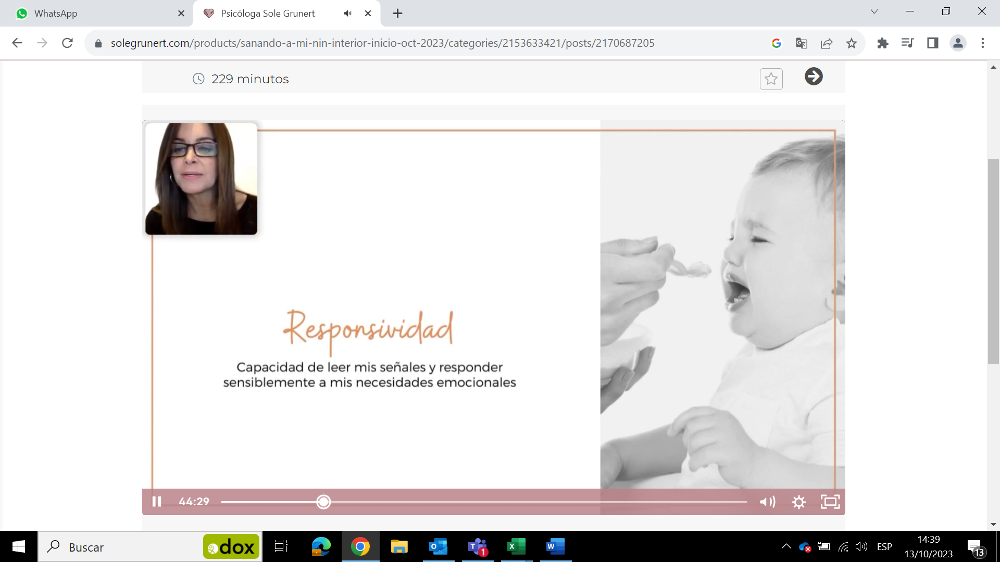 WhatsApp
Psicóloga Sole Grunert
solegrunert.com/products/sanando-a-mi-nin-interior-inicio-oct-2023/categories/2153633421/posts/2170687205
229 minutos
Responsividad
Capacidad de leer mis señales y responder
sensiblemente a mis necesidades emocionales
44:29
Buscar
dox
1
ESP
14:39
13/10/2023
13